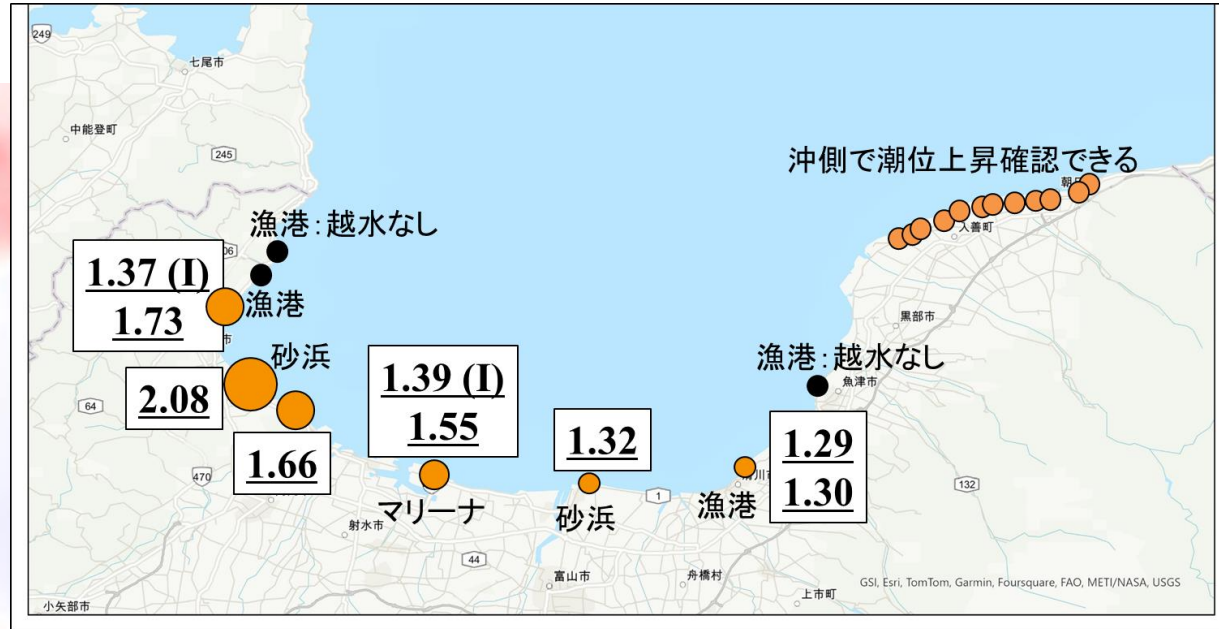 249
七尾市
中能登町
245
沖側で潮位上昇確認できる
入善町
漁港：越水なし
1.37 (I)
1.73
漁港
砂浜
2.08
64
1.66
1.39 (I)
1.55
マリーナ
1.32
砂浜
1
漁港
1.29
1.30
黒部市
漁港：越水なし
魚津市
132
470
射水市
44
富山市
舟橋村
上市町
小矢部市
GSI, Esri, TomTom, Garmin, Foursquare, FAO, METI/NASA, USGS